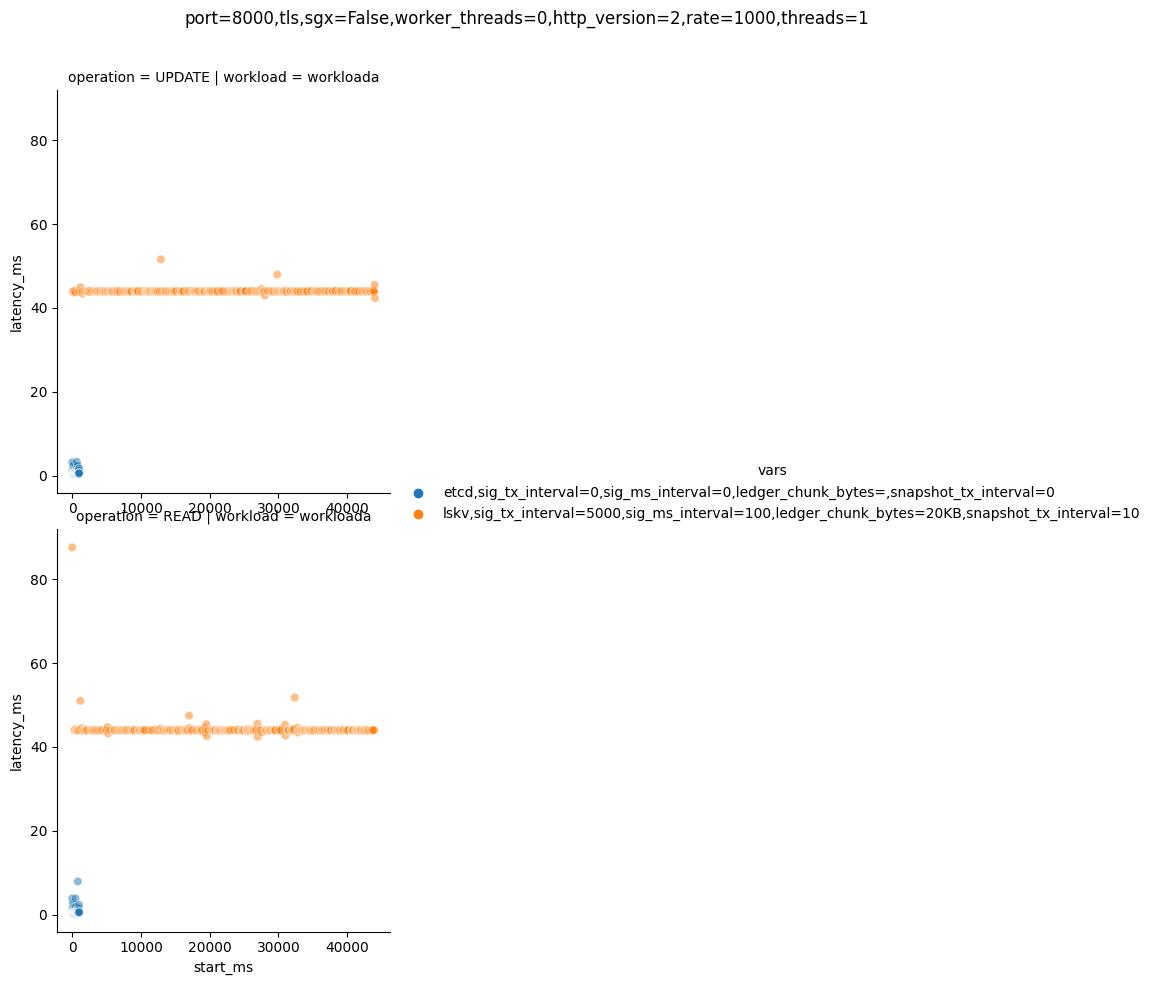 port=8000,tls,sgx=False,worker_threads=0,http_version=2,rate=1000,threads=1
operation = UPDATE | workload = workloada
80
60
40
20
0
latency_ms
0 10000 20000 30000 40000
vars
etcd,sig_tx_interval=0,sig_ms_interval=0,ledger_chunk_bytes=,snapshot_tx_interval=0
lskv,sig_tx_interval=5000,sig_ms_interval=100,ledger_chunk_bytes=20KB,snapshot_tx_interval=10
operation = READ | workload = workloada
80
60
40
20
0
latency_ms
0 10000 20000 30000 40000
start_ms